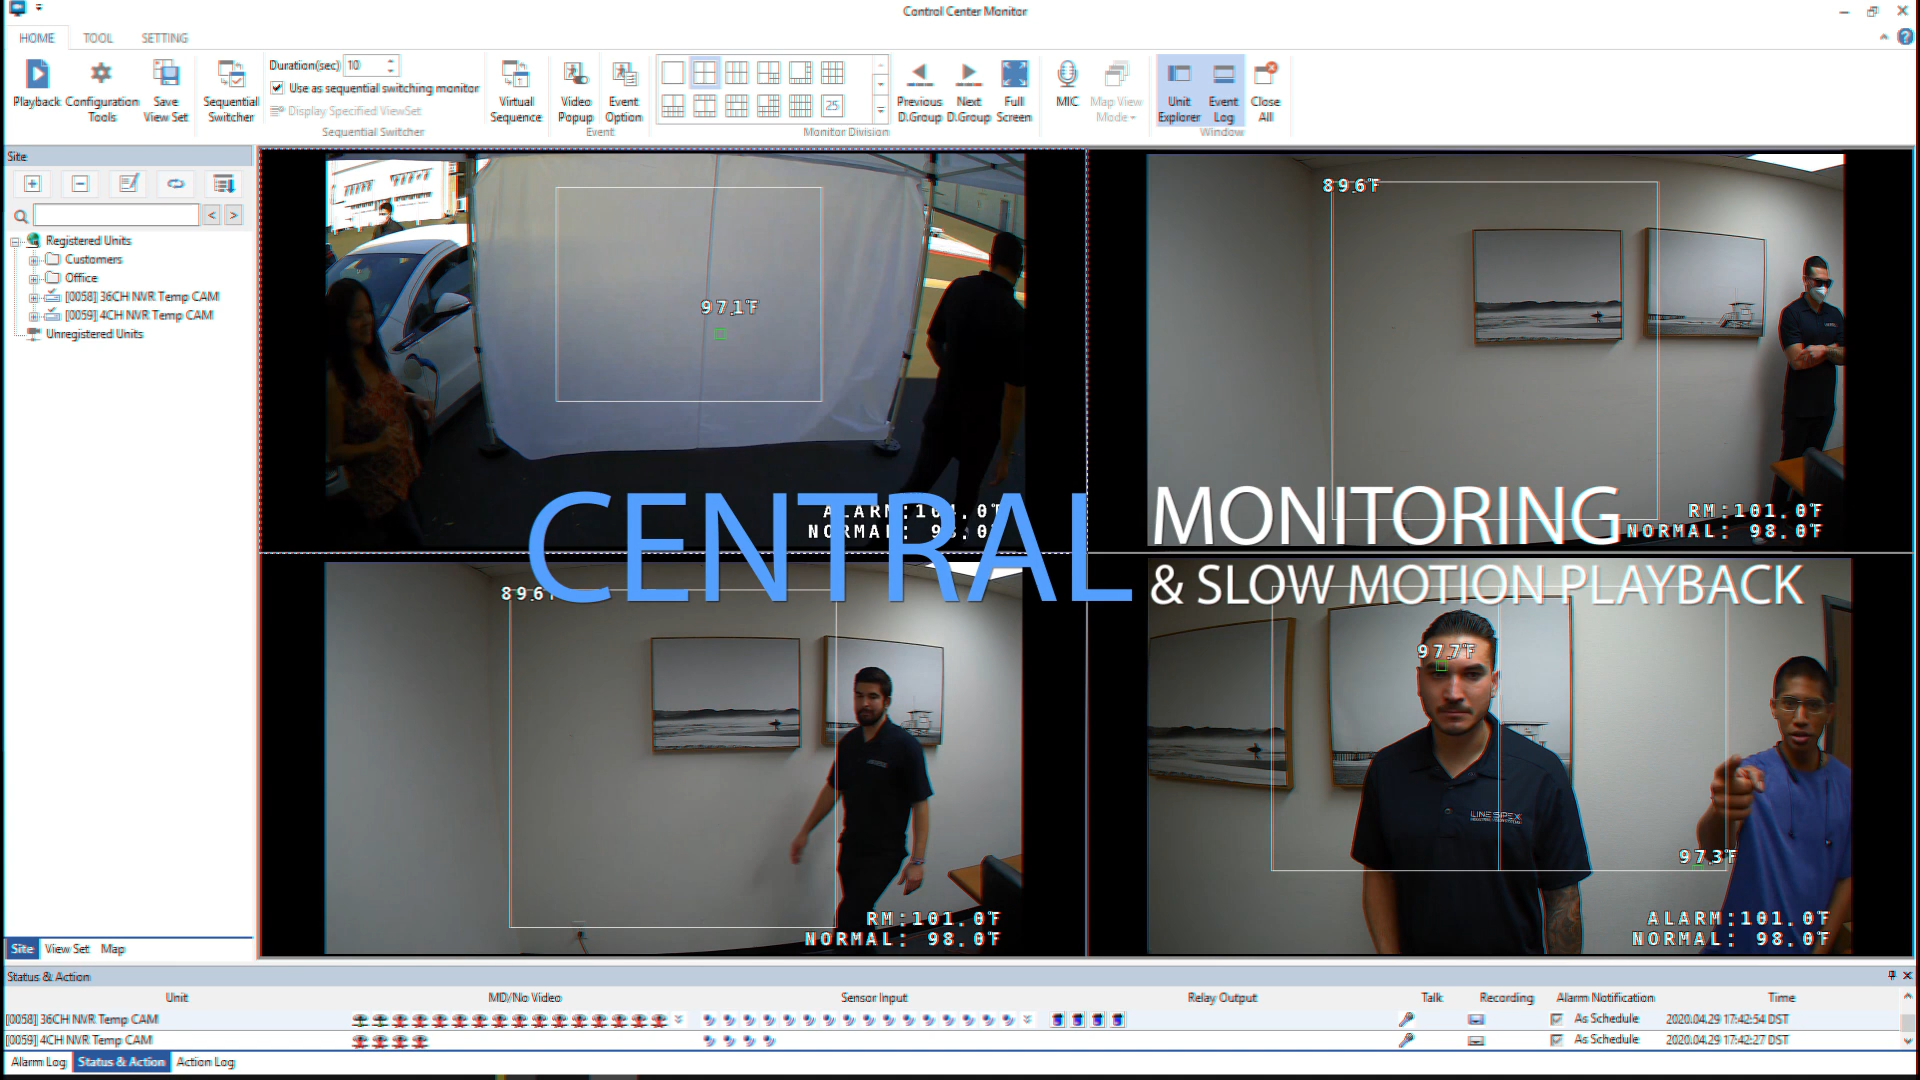 Control Center Monitor
HOME TOOL SETTING
Playback
Configuration Tools
Save View Set
Sequential Switcher
Duration(sec) 10
Use as sequential switching monitor
Display Specified ViewSet
Sequential Switcher
Virtual Sequence
Video Popup
Event Option
Event
25
Monitor Division
Previous D.Group
Next D.Group
Full Screen
MIC
Map View Mode
Unit Explorer
Event Log
Close All
Window
Site
< >
Registered Units
Customers
Office
[0058] 36CH NVR Temp CAM
[0059] 4CH NVR Temp CAM
Unregistered Units
97.1°F
NORMAL: 98.0°F
89.6°F
RM:101.0°F
NORMAL: 98.0°F
CENTRAL MONITORING
& SLOW MOTION PLAYBACK
89.6°F
RM:101.0°F
NORMAL: 98.0°F
97.7°F
LINESPEX
97.3°F
ALARM:101.0°F
NORMAL: 98.0°F
Site View Set Map
Status & Action
Unit MD/No Video Sensor Input Relay Output Talk Recording Alarm Notification Time
[0058] 36CH NVR Temp CAM As Schedule 2020.04.29 17:42:54 DST
[0059] 4CH NVR Temp CAM As Schedule 2020.04.29 17:42:27 DST
Alarm Log Status & Action Action Log